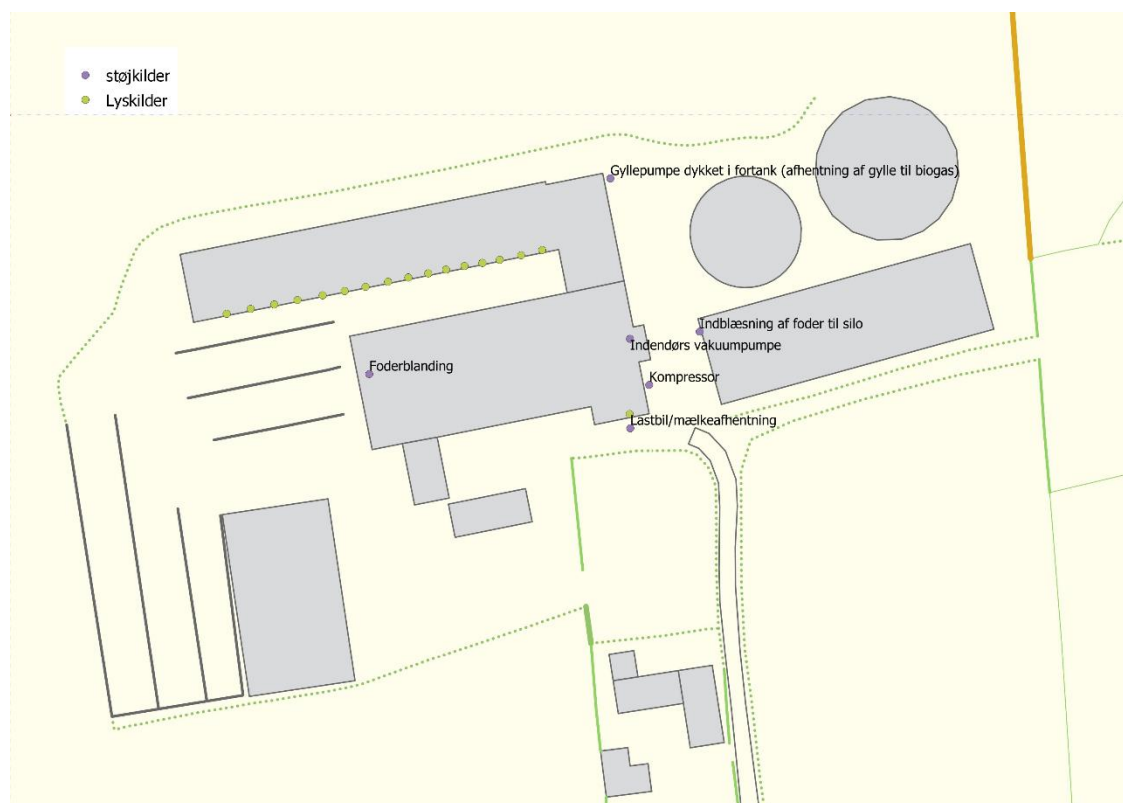 støjkilder
Lyskilder
Gyllepumpe dykket i fortank (afhentning af gylle til biogas)
Indblæsning af foder til silo
Indendørs vakuumpumpe
Foderblanding
Kompressor
Lastbil/mælkeafhentning